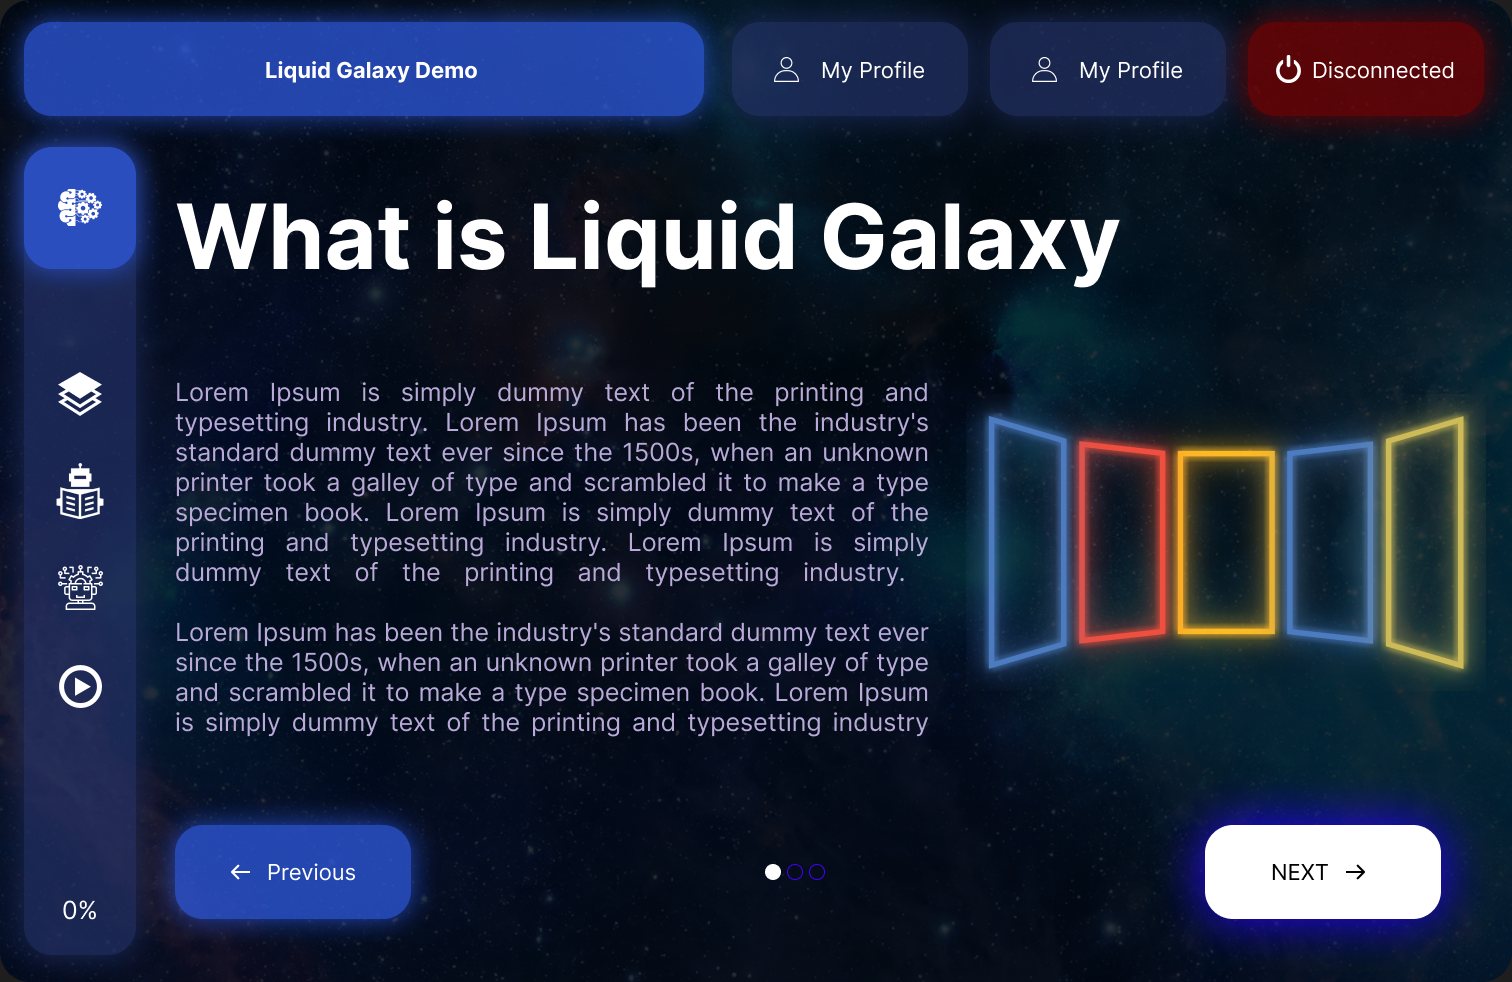 Liquid Galaxy Demo
My Profile
My Profile
Disconnected
What is Liquid Galaxy
Lorem Ipsum is simply dummy text of the printing and
typesetting industry. Lorem Ipsum has been the industry's
standard dummy text ever since the 1500s, when an unknown
printer took a galley of type and scrambled it to make a type
specimen book. Lorem Ipsum is simply dummy text of the
printing and typesetting industry. Lorem Ipsum is simply
dummy text of the printing and typesetting industry.
Lorem Ipsum has been the industry's standard dummy text ever
since the 1500s, when an unknown printer took a galley of type
and scrambled it to make a type specimen book. Lorem Ipsum
is simply dummy text of the printing and typesetting industry
Previous
NEXT
0%